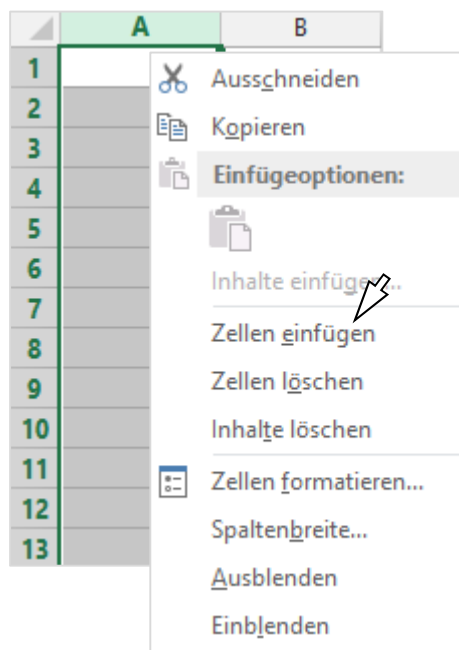 A B
1
Ausschneiden
2
Kopieren
3
Einfügeoptionen:
4
5
6
Inhalte einfügen...
7
Zellen einfügen
8
Zellen löschen
9
10
Inhalte löschen
11
Zellen formatieren...
12
Spaltenbreite...
13
Ausblenden
Einblenden